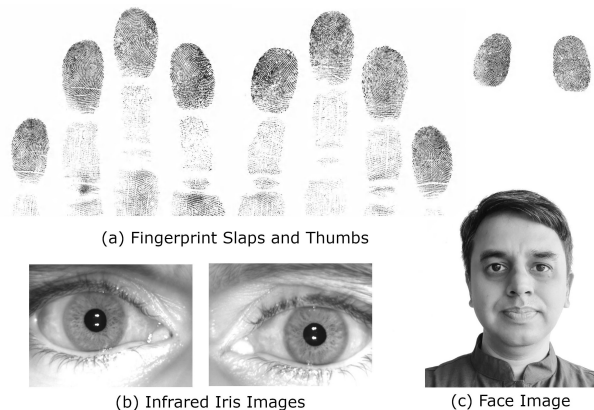 (a) Fingerprint Slaps and Thumbs
(b) Infrared Iris Images
(c) Face Image